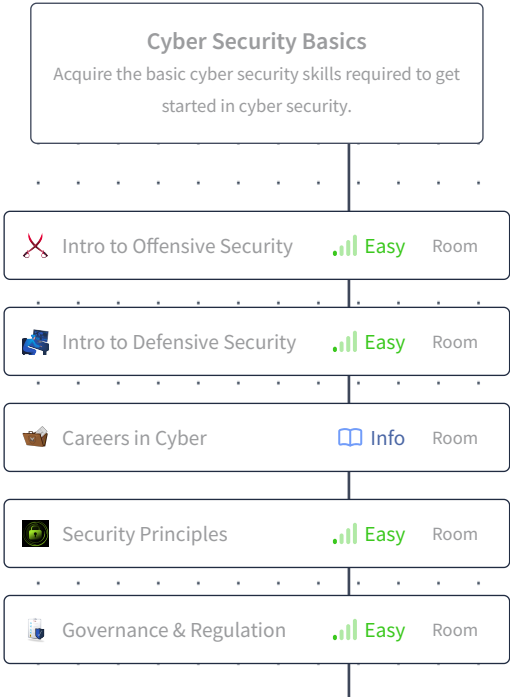 Cyber Security Basics
Acquire the basic cyber security skills required to get
started in cyber security.
Intro to Offensive Security Easy Room
Intro to Defensive Security Easy Room
Careers in Cyber Info Room
Security Principles Easy Room
Governance & Regulation Easy Room